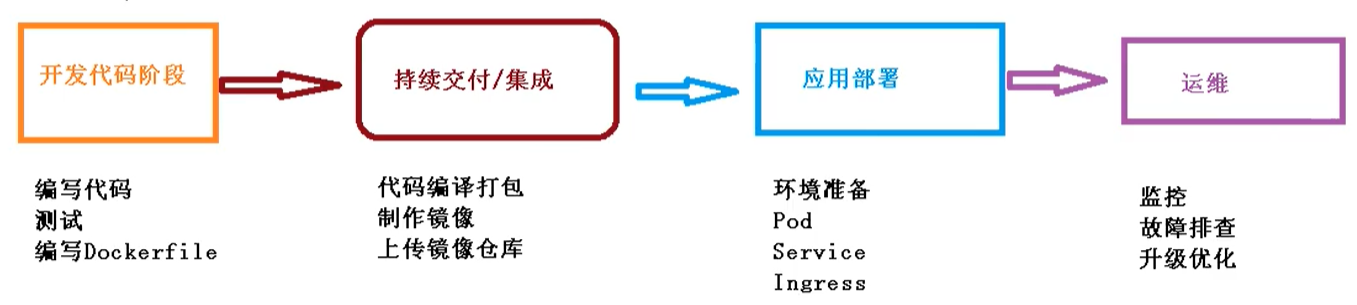 开发代码阶段
持续交付/集成
应用部署
运维
编写代码
测试
编写Dockerfile
代码编译打包
制作镜像
上传镜像仓库
环境准备
Pod
Service
Ingress
监控
故障排查
升级优化